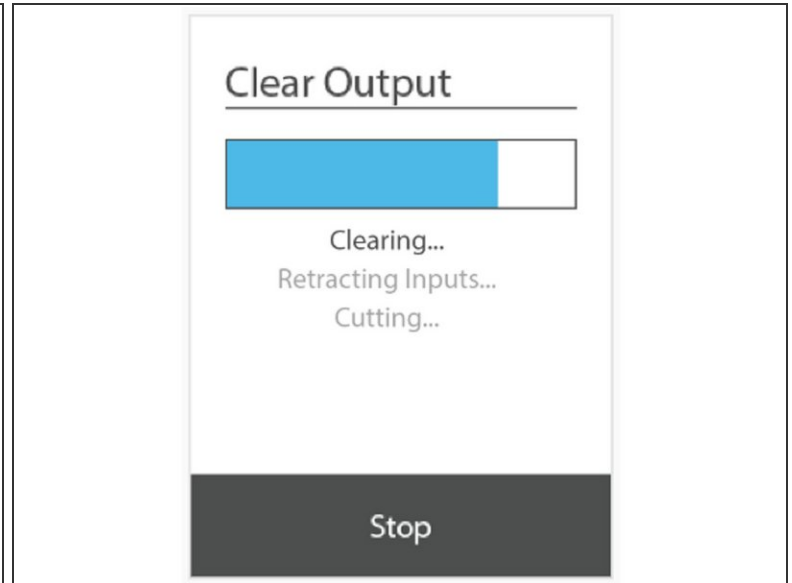 Clear Output
Clearing...
Retracting Inputs...
Cutting...
Stop